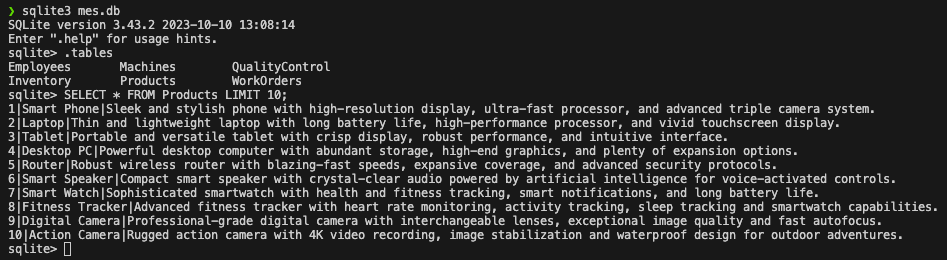 ❯ sqlite3 mes.db
SQLite version 3.43.2 2023-10-10 13:08:14
Enter ".help" for usage hints.
sqlite> .tables
Employees       Machines        QualityControl
Inventory       Products        WorkOrders
sqlite> SELECT * FROM Products LIMIT 10;
1|Smart Phone|Sleek and stylish phone with high-resolution display, ultra-fast processor, and advanced triple camera system.
2|Laptop|Thin and lightweight laptop with long battery life, high-performance processor, and vivid touchscreen display.
3|Tablet|Portable and versatile tablet with crisp display, robust performance, and intuitive interface.
4|Desktop PC|Powerful desktop computer with abundant storage, high-end graphics, and plenty of expansion options.
5|Router|Robust wireless router with blazing-fast speeds, expansive coverage, and advanced security protocols.
6|Smart Speaker|Compact smart speaker with crystal-clear audio powered by artificial intelligence for voice-activated controls.
7|Smart Watch|Sophisticated smartwatch with health and fitness tracking, smart notifications, and long battery life.
8|Fitness Tracker|Advanced fitness tracker with heart rate monitoring, activity tracking, sleep tracking and smartwatch capabilities.
9|Digital Camera|Professional-grade digital camera with interchangeable lenses, exceptional image quality and fast autofocus.
10|Action Camera|Rugged action camera with 4K video recording, image stabilization and waterproof design for outdoor adventures.
sqlite>